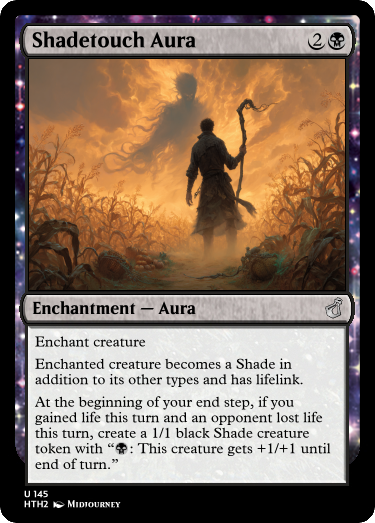 Shadetouch Aura 2
Enchantment — Aura
Enchant creature
Enchanted creature becomes a Shade in
addition to its other types and has lifelink.
At the beginning of your end step, if you
gained life this turn and an opponent lost life
this turn, create a 1/1 black Shade creature
token with “: This creature gets +1/+1 until
end of turn.”
U 145
HTH2 MIDJOURNEY